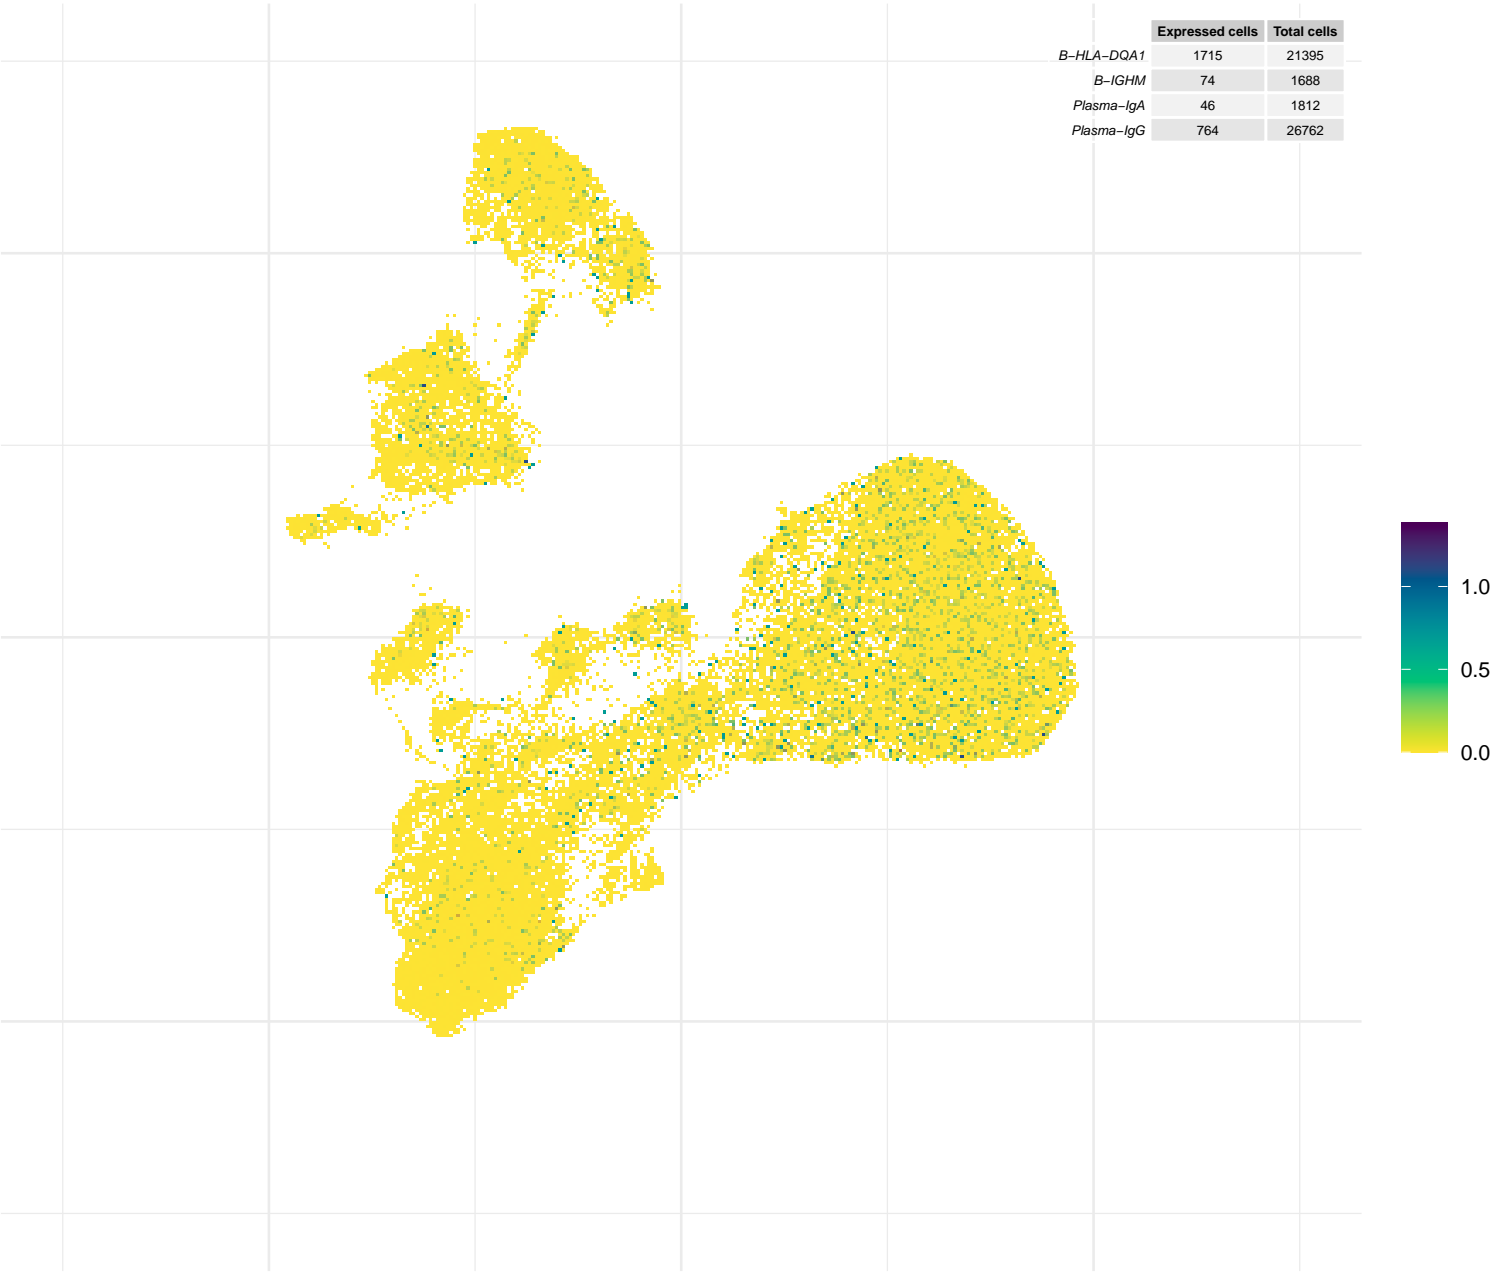 Expressed cells Total cells
B-HLA-DQA1 1715 21395
B-IGHM 74 1688
Plasma-IgA 46 1812
Plasma-IgG 764 26762
1.0
0.5
0.0